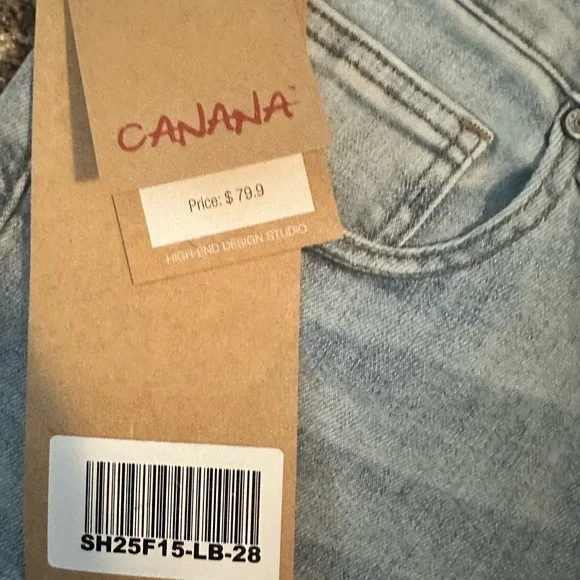 CANANA
Price: $ 79.9
HIGH-END DESIGN STUDIO
SH25F15-LB-28